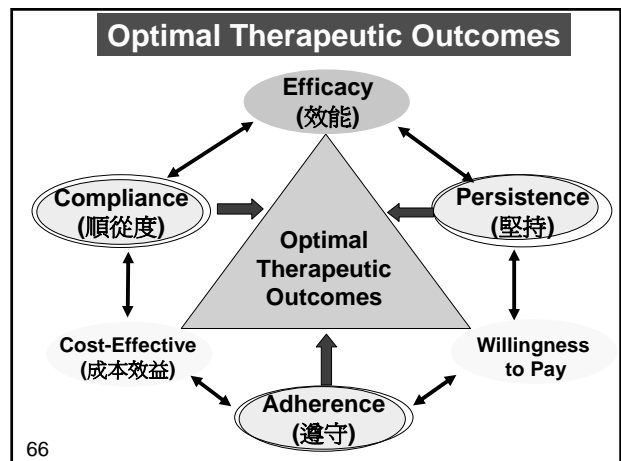 Optimal Therapeutic Outcomes
Efficacy
(效能)
Compliance
(順從度)
Persistence
(堅持)
Optimal
Therapeutic
Outcomes
Cost-Effective
(成本效益)
Willingness
to Pay
Adherence
(遵守)
66